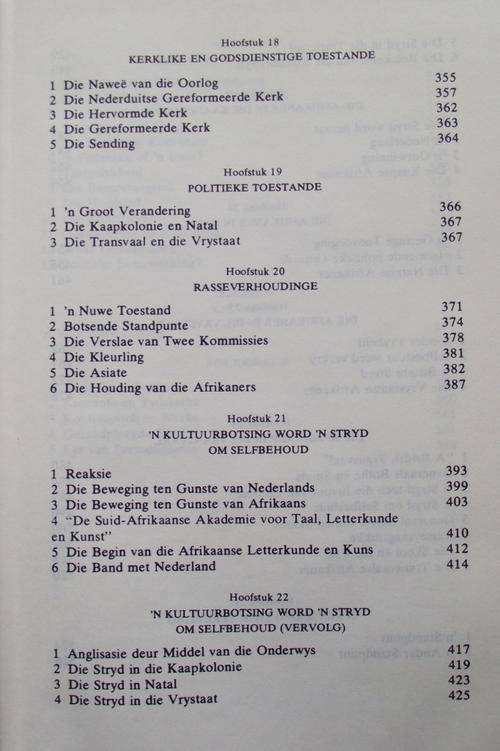 Hoofstuk 18
KERKLIKE EN GODSDIENSTIGE TOESTANDE
1 Die Naweë van die Oorlog 355
2 Die Nederduitse Gereformeerde Kerk 357
3 Die Hervormde Kerk 362
4 Die Gereformeerde Kerk 363
5 Die Sending 364
Hoofstuk 19
POLITIEKE TOESTANDE
1 'n Groot Verandering 366
2 Die Kaapkolonie en Natal 367
3 Die Transvaal en die Vrystaat 367
Hoofstuk 20
RASSEVERHOUDINGE
1 'n Nuwe Toestand 371
2 Botsende Standpunte 374
3 Die Verslae van Twee Kommissies 378
4 Die Kleurling 381
5 Die Asiate 382
6 Die Houding van die Afrikaners 387
Hoofstuk 21
'N KULTUURBOTSING WORD 'N STRYD
OM SELFBEHOUD
1 Reaksie 393
2 Die Beweging ten Gunste van Nederlands 399
3 Die Beweging ten Gunste van Afrikaans 403
4 "De Suid-Afrikaanse Akademie voor Taal, Letterkunde
en Kunst" 410
5 Die Begin van die Afrikaanse Letterkunde en Kuns 412
6 Die Band met Nederland 414
Hoofstuk 22
'N KULTUURBOTSING WORD 'N STRYD
OM SELFBEHOUD (VERVOLG)
1 Anglisasie deur Middel van die Onderwys 417
2 Die Stryd in die Kaapkolonie 419
3 Die Stryd in Natal 423
4 Die Stryd in die Vrystaat 425